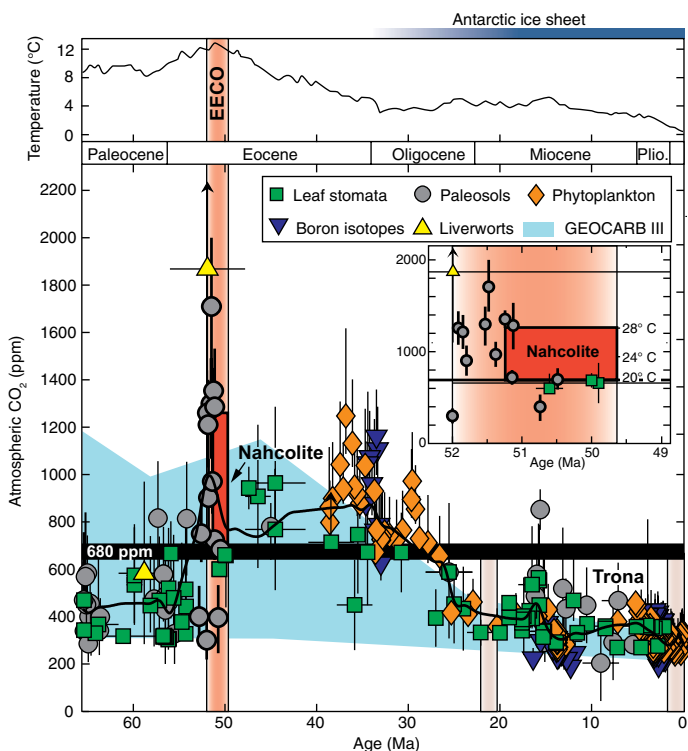 Antarctic ice sheet
Temperature (°C)
12
8
4
0
EECO
Paleocene
Eocene
Oligocene
Miocene
Plio.
Atmospheric CO2 (ppm)
2200
2000
1800
1600
1400
1200
1000
800
600
400
200
0
Leaf stomata
Paleosols
Phytoplankton
Boron isotopes
Liverworts
GEOCARB III
2000
1000
0
28° C
24° C
20° C
Nahcolite
52
51
50
49
Age (Ma)
Nahcolite
680 ppm
Trona
60
50
40
30
20
10
0
Age (Ma)